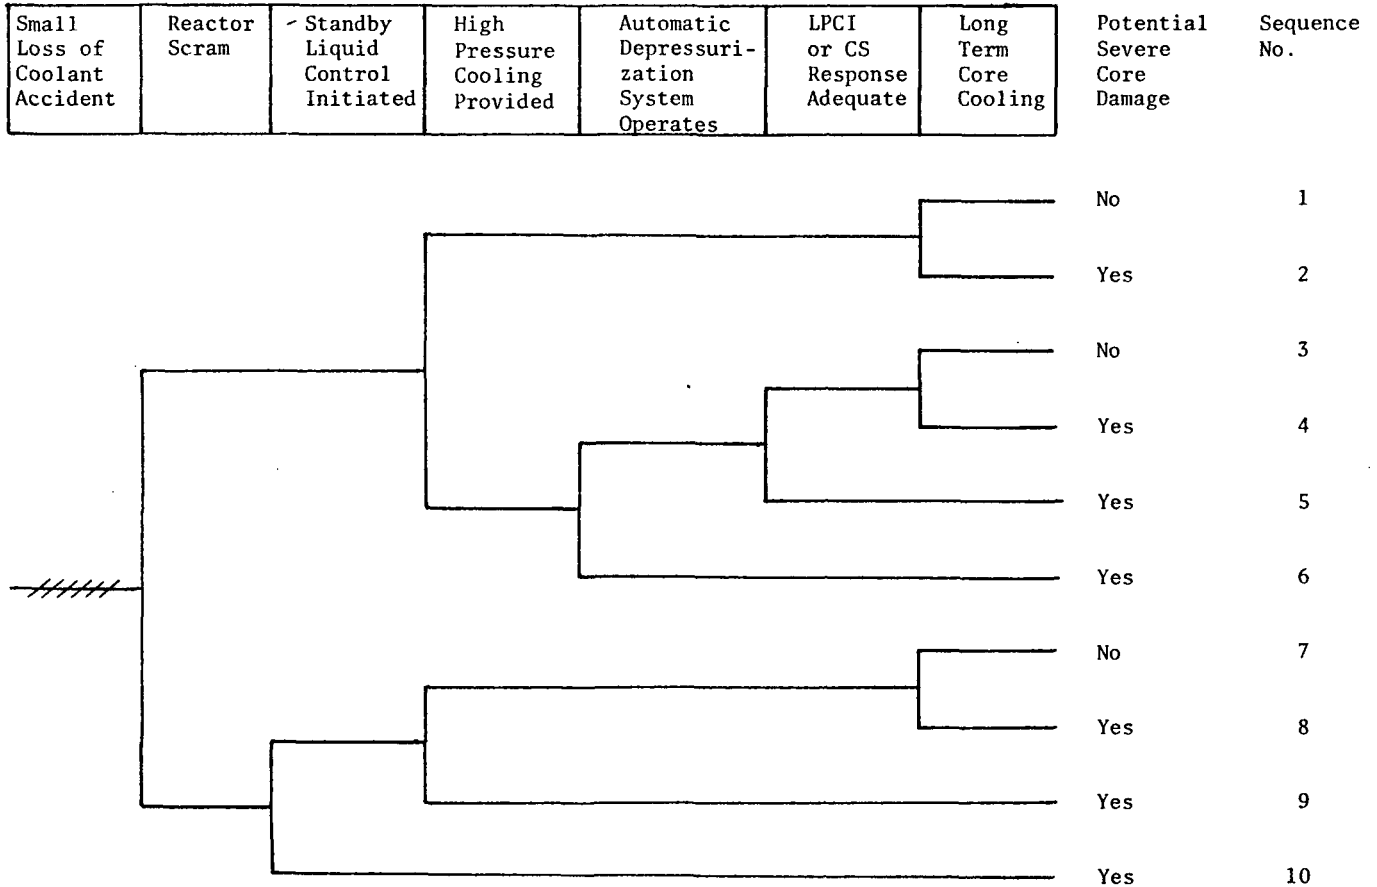 Small Loss of Coolant Accident
Reactor Scram
Standby Liquid Control Initiated
High Pressure Cooling Provided
Automatic Depressuri-
zation System Operates
LPCI or CS Response Adequate
Long Term Core Cooling
Potential Severe Core Damage
Sequence No.
No 1
Yes 2
No 3
Yes 4
Yes 5
Yes 6
No 7
Yes 8
Yes 9
Yes 10